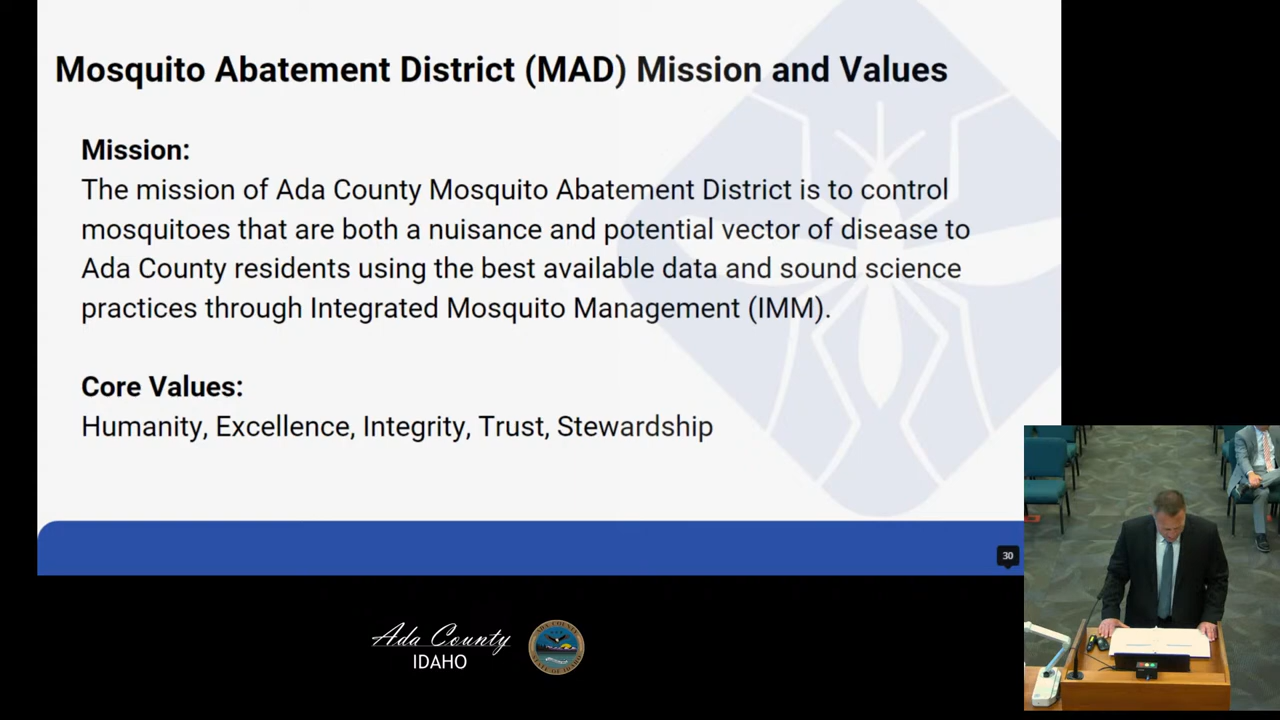 Mosquito Abatement District (MAD) Mission and Values
Mission:
The mission of Ada County Mosquito Abatement District is to control
mosquitoes that are both a nuisance and potential vector of disease to
Ada County residents using the best available data and sound science
practices through Integrated Mosquito Management (IMM).
Core Values:
Humanity, Excellence, Integrity, Trust, Stewardship
30
Ada County
IDAHO